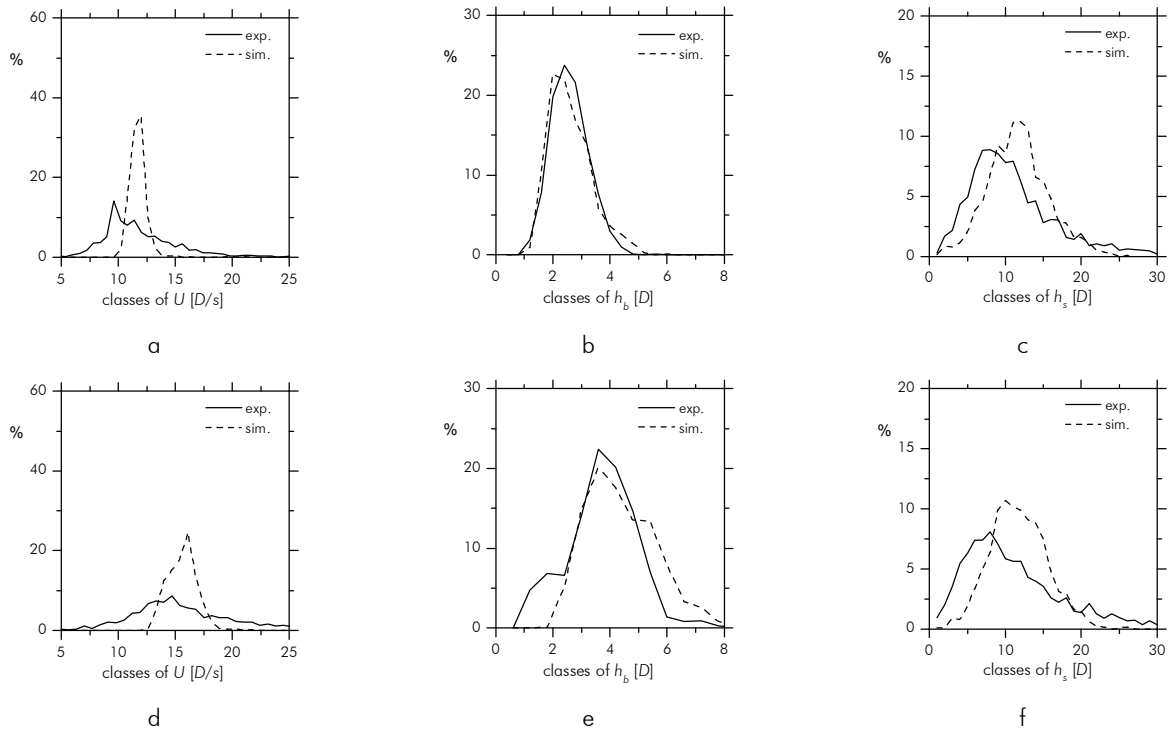 60
40
20
0
%
exp.
sim.
5 10 15 20 25
classes of U [D/s]
a
30
20
10
0
%
exp.
sim.
0 2 4 6 8
classes of h_b [D]
b
20
15
10
5
0
%
exp.
sim.
0 10 20 30
classes of h_s [D]
c
60
40
20
0
%
exp.
sim.
5 10 15 20 25
classes of U [D/s]
d
30
20
10
0
%
exp.
sim.
0 2 4 6 8
classes of h_b [D]
e
20
15
10
5
0
%
exp.
sim.
0 10 20 30
classes of h_s [D]
f